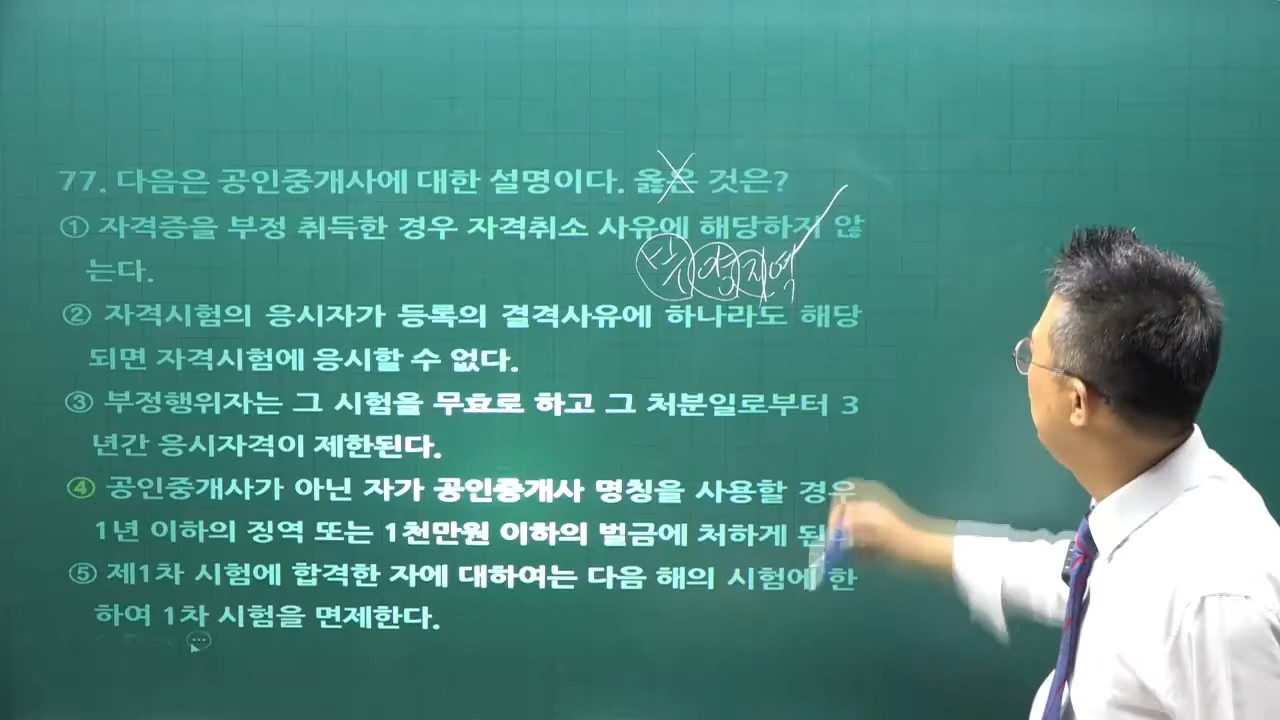 77. 다음은 공인중개사에 대한 설명이다. 옳은 것은?
① 자격증을 부정 취득한 경우 자격취소 사유에 해당하지 않
는다.
② 자격시험의 응시자가 등록의 결격사유에 하나라도 해당
되면 자격시험에 응시할 수 없다.
③ 부정행위자는 그 시험을 무효로 하고 그 처분일로부터 3
년간 응시자격이 제한된다.
④ 공인중개사가 아닌 자가 공인중개사 명칭을 사용할 경우
1년 이하의 징역 또는 1천만원 이하의 벌금에 처하게 된
⑤ 제1차 시험에 합격한 자에 대하여는 다음 해의 시험에 한
하여 1차 시험을 면제한다.